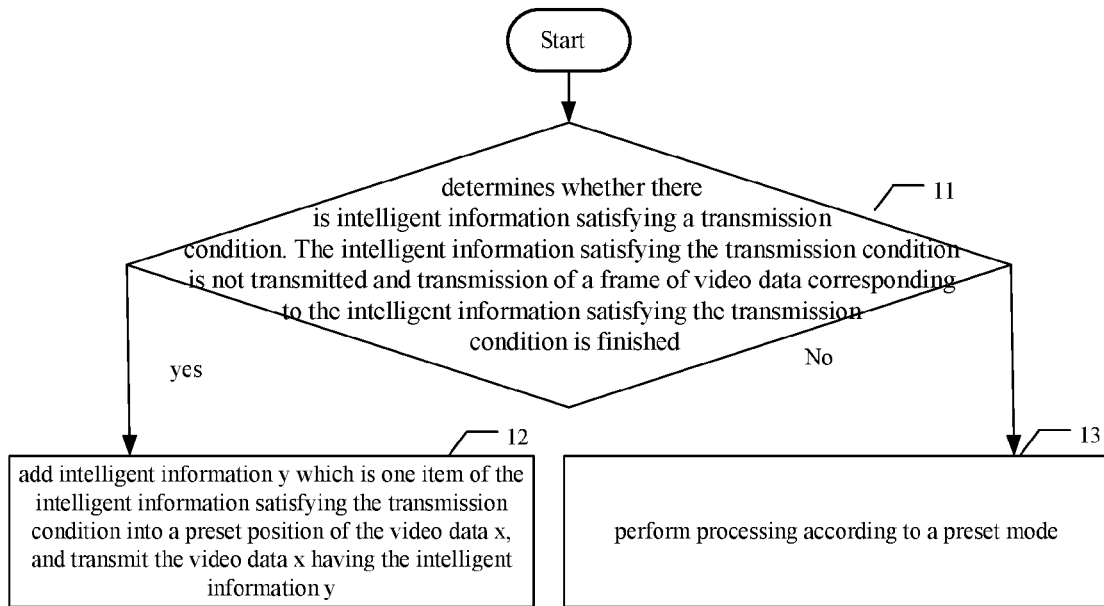 Start
determines whether there
is intelligent information satisfying a transmission
condition. The intelligent information satisfying the transmission condition
is not transmitted and transmission of a frame of video data corresponding
to the intelligent information satisfying the transmission
condition is finished
11
yes
No
12
add intelligent information y which is one item of the
intelligent information satisfying the transmission
condition into a preset position of the video data x,
and transmit the video data x having the intelligent
information y
13
perform processing according to a preset mode